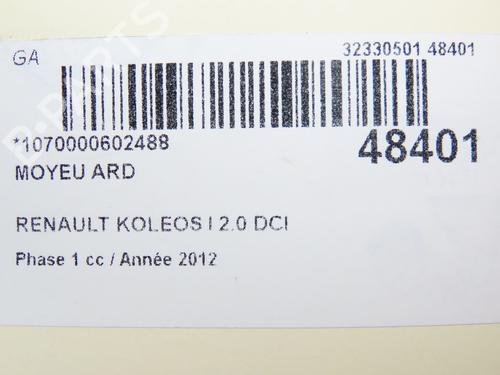 GA
32330501 48401
*1070000602488
48401
MOYEU ARD
RENAULT KOLEOS I 2.0 DCI
Phase 1 cc / Année 2012